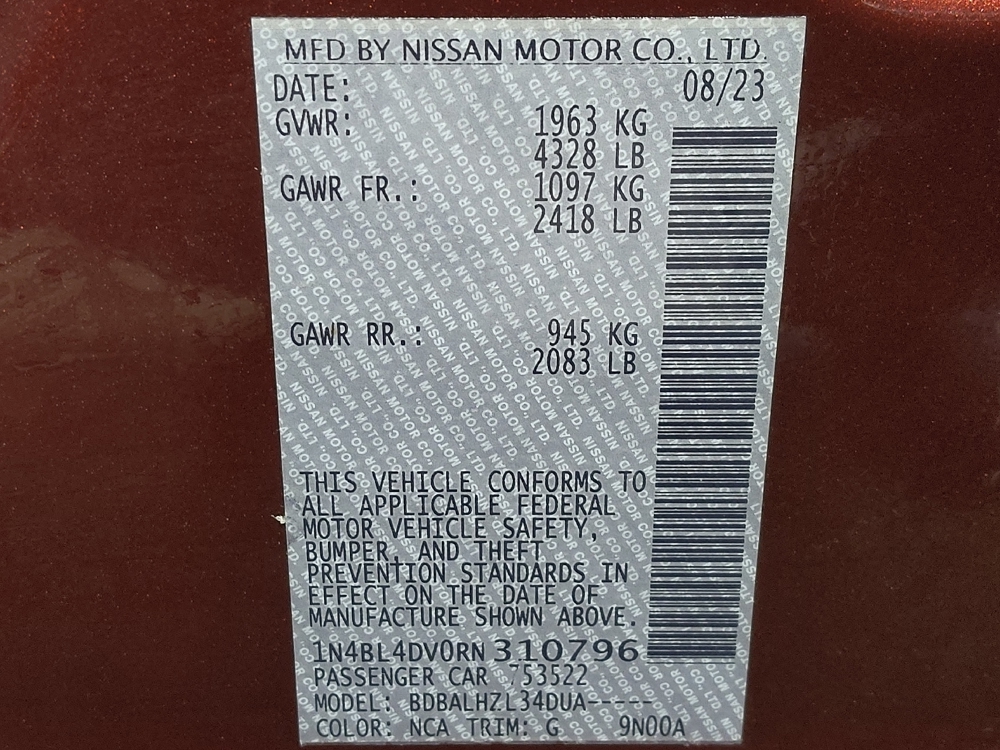 MFD BY NISSAN MOTOR CO., LTD.
DATE: 08/23
GVWR: 1963 KG
4328 LB
GAWR FR.: 1097 KG
2418 LB
GAWR RR.: 945 KG
2083 LB
THIS VEHICLE CONFORMS TO
ALL APPLICABLE FEDERAL
MOTOR VEHICLE SAFETY,
BUMPER, AND THEFT
PREVENTION STANDARDS IN
EFFECT ON THE DATE OF
MANUFACTURE SHOWN ABOVE.
1N4BL4DV0RN310796
PASSENGER CAR 753522
MODEL: BDBALHZL34DUA-----
COLOR: NCA TRIM: G 9N00A